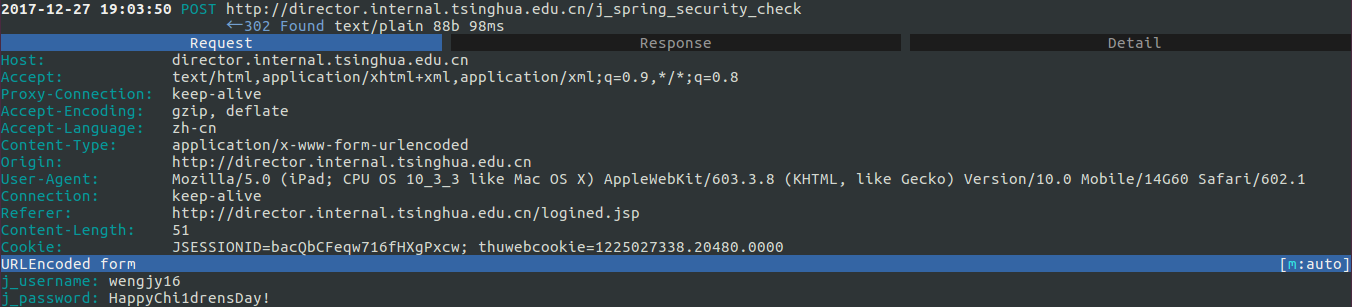 2017-12-27 19:03:50 POST http://director.internal.tsinghua.edu.cn/j_spring_security_check
←302 Found text/plain 88b 98ms
Request Response Detail
Host: director.internal.tsinghua.edu.cn
Accept: text/html,application/xhtml+xml,application/xml;q=0.9,*/*;q=0.8
Proxy-Connection: keep-alive
Accept-Encoding: gzip, deflate
Accept-Language: zh-cn
Content-Type: application/x-www-form-urlencoded
Origin: http://director.internal.tsinghua.edu.cn
User-Agent: Mozilla/5.0 (iPad; CPU OS 10_3_3 like Mac OS X) AppleWebKit/603.3.8 (KHTML, like Gecko) Version/10.0 Mobile/14G60 Safari/602.1
Connection: keep-alive
Referer: http://director.internal.tsinghua.edu.cn/logined.jsp
Content-Length: 51
Cookie: JSESSIONID=bacQbCFeqw716fHXgPxcw; thuwebcookie=1225027338.20480.0000
URLEncoded form [m:auto]
j_username: wengjy16
j_password: HappyChi1drensDay!